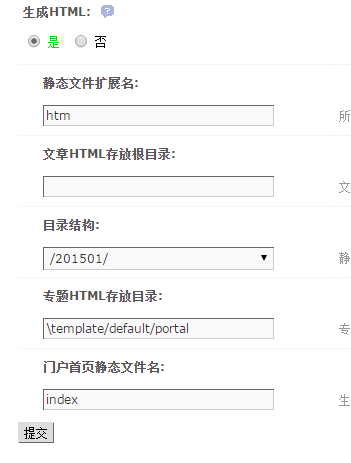 生成HTML: ?
是 否
静态文件扩展名:
htm
所
文章HTML存放根目录:
文
目录结构:
/201501/
静
专题HTML存放目录:
\template/default/portal
专
门户首页静态文件名:
index
生
提交